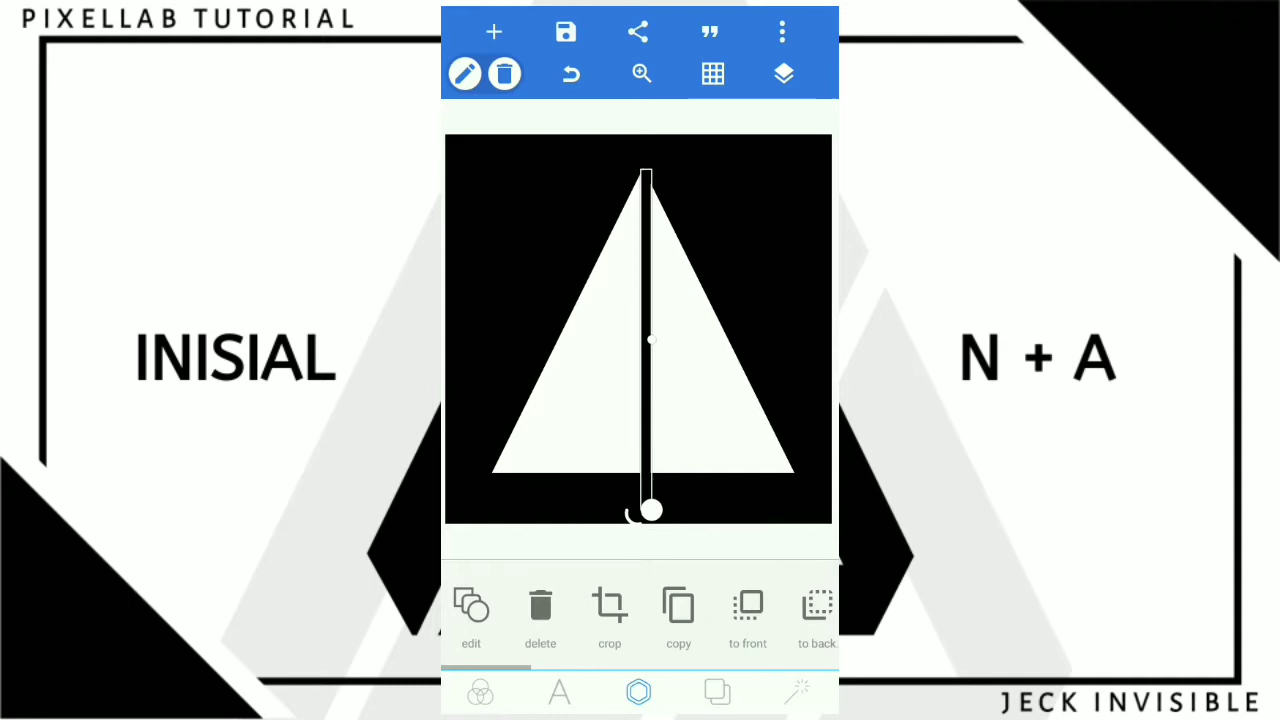 PIXELLAB TUTORIAL
INISIAL
N + A
edit
delete
crop
copy
to front
to back
JECK INVISIBLE